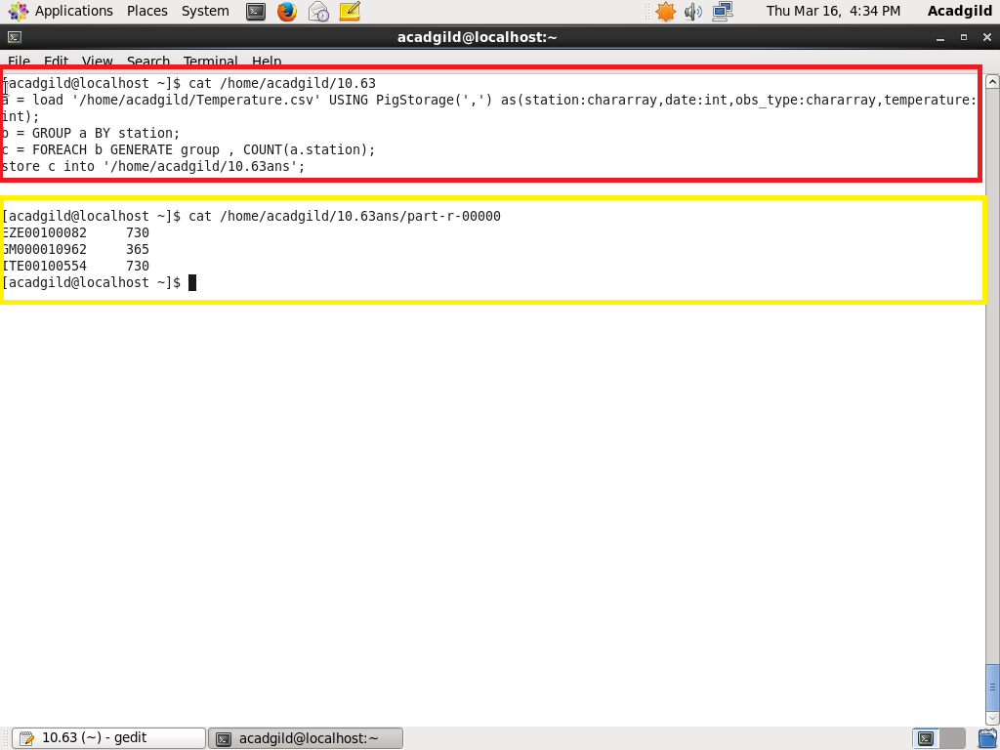 Applications Places System Thu Mar 16, 4:34 PM Acadgild
acadgild@localhost:~
File Edit View Search Terminal Help
[acadgild@localhost ~]$ cat /home/acadgild/10.63
a = load '/home/acadgild/Temperature.csv' USING PigStorage(',') as(station:chararray,date:int,obs_type:chararray,temperature:
int);
b = GROUP a BY station;
c = FOREACH b GENERATE group , COUNT(a.station);
store c into '/home/acadgild/10.63ans';
[acadgild@localhost ~]$ cat /home/acadgild/10.63ans/part-r-00000
EZE00100082 730
GM000010962 365
ITE00100554 730
[acadgild@localhost ~]$
10.63 (~) - gedit acadgild@localhost:~